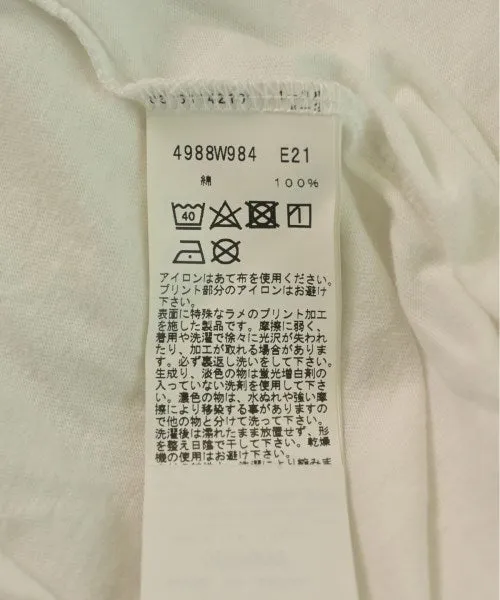 4988W984 E21
綿 100%
40
アイロンはあて布を使用ください。
プリント部分のアイロンはお避け
下さい。
表面に特殊なラメのプリント加工
を施した製品です。摩擦に弱く、
着用や洗濯で徐々に光沢が失われ
たり、加工が取れる場合がありま
す。必ず裏返し洗いをして下さい。
生成り、淡色の物は蛍光増白剤の
入っていない洗剤を使用して下さ
い。濃色の物は、水ぬれや強い摩
擦により移染する事がありますの
で他の物と分けて洗って下さい。
洗濯後は濡れたまま放置せず、形
を整え日陰で干して下さい。乾燥
機の使用はお避け下さい。